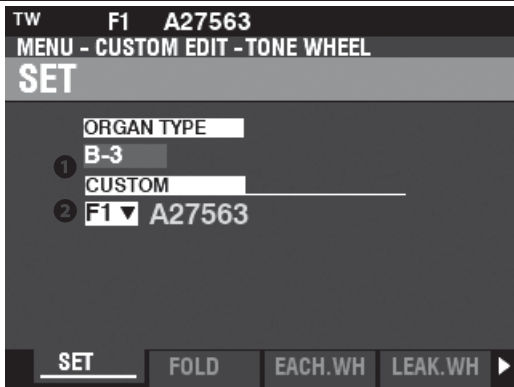 TW F1 A27563
MENU - CUSTOM EDIT - TONE WHEEL
SET
ORGAN TYPE
1 B-3
CUSTOM
2 F1 ▼ A27563
SET FOLD EACH.WH LEAK.WH ▶